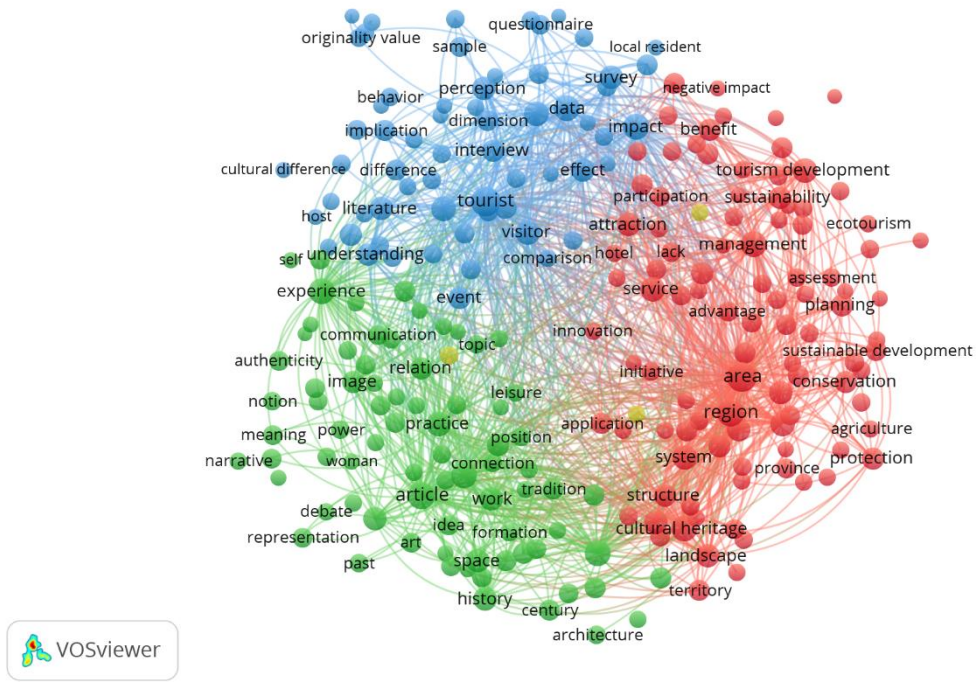 questionnaire
originality value
sample
local resident
survey
negative impact
perception
behavior
data
dimension
implication
impact
benefit
interview
cultural difference
difference
effect
tourism development
participation
sustainability
tourist
literature
host
attraction
ecotourism
visitor
management
self
understanding
comparison
hotel
lack
assessment
experience
event
service
advantage
planning
communication
innovation
topic
authenticity
relation
sustainable development
image
initiative
area
conservation
leisure
notion
region
power
practice
application
agriculture
meaning
position
narrative
woman
connection
system
province
protection
article
work
tradition
structure
debate
idea
formation
cultural heritage
representation
art
past
space
landscape
history
century
territory
architecture
VOSviewer